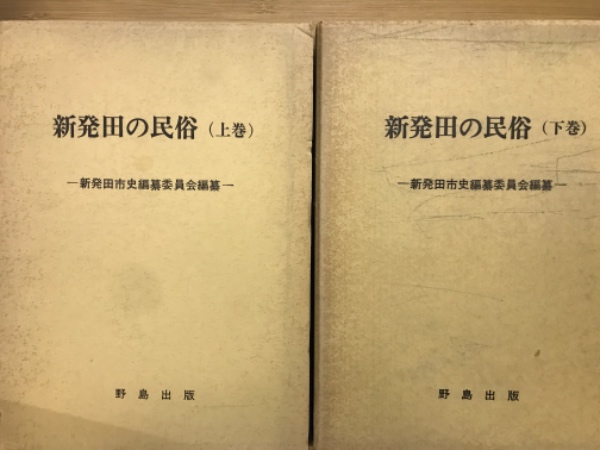 新発田の民俗（上巻）
―新発田市史編纂委員会編纂―
野島出版
新発田の民俗（下巻）
―新発田市史編纂委員会編纂―
野島出版